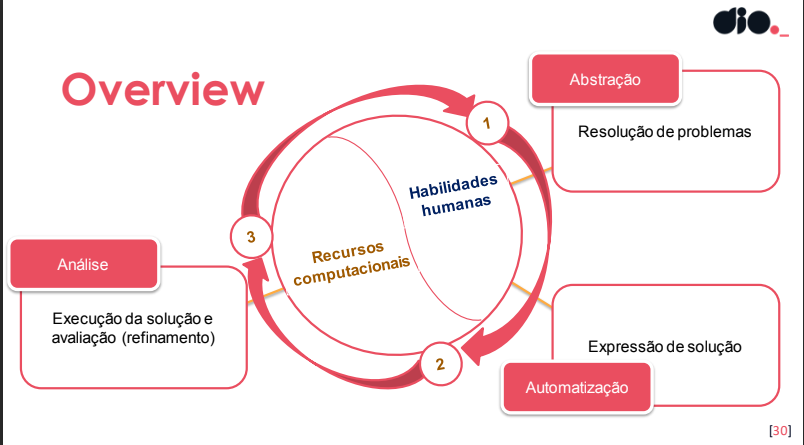 dio._
Overview
Abstração
Resolução de problemas
1
Habilidades
humanas
3
Recursos
computacionais
Análise
Execução da solução e
avaliação (refinamento)
2
Expressão de solução
Automatização
[30]